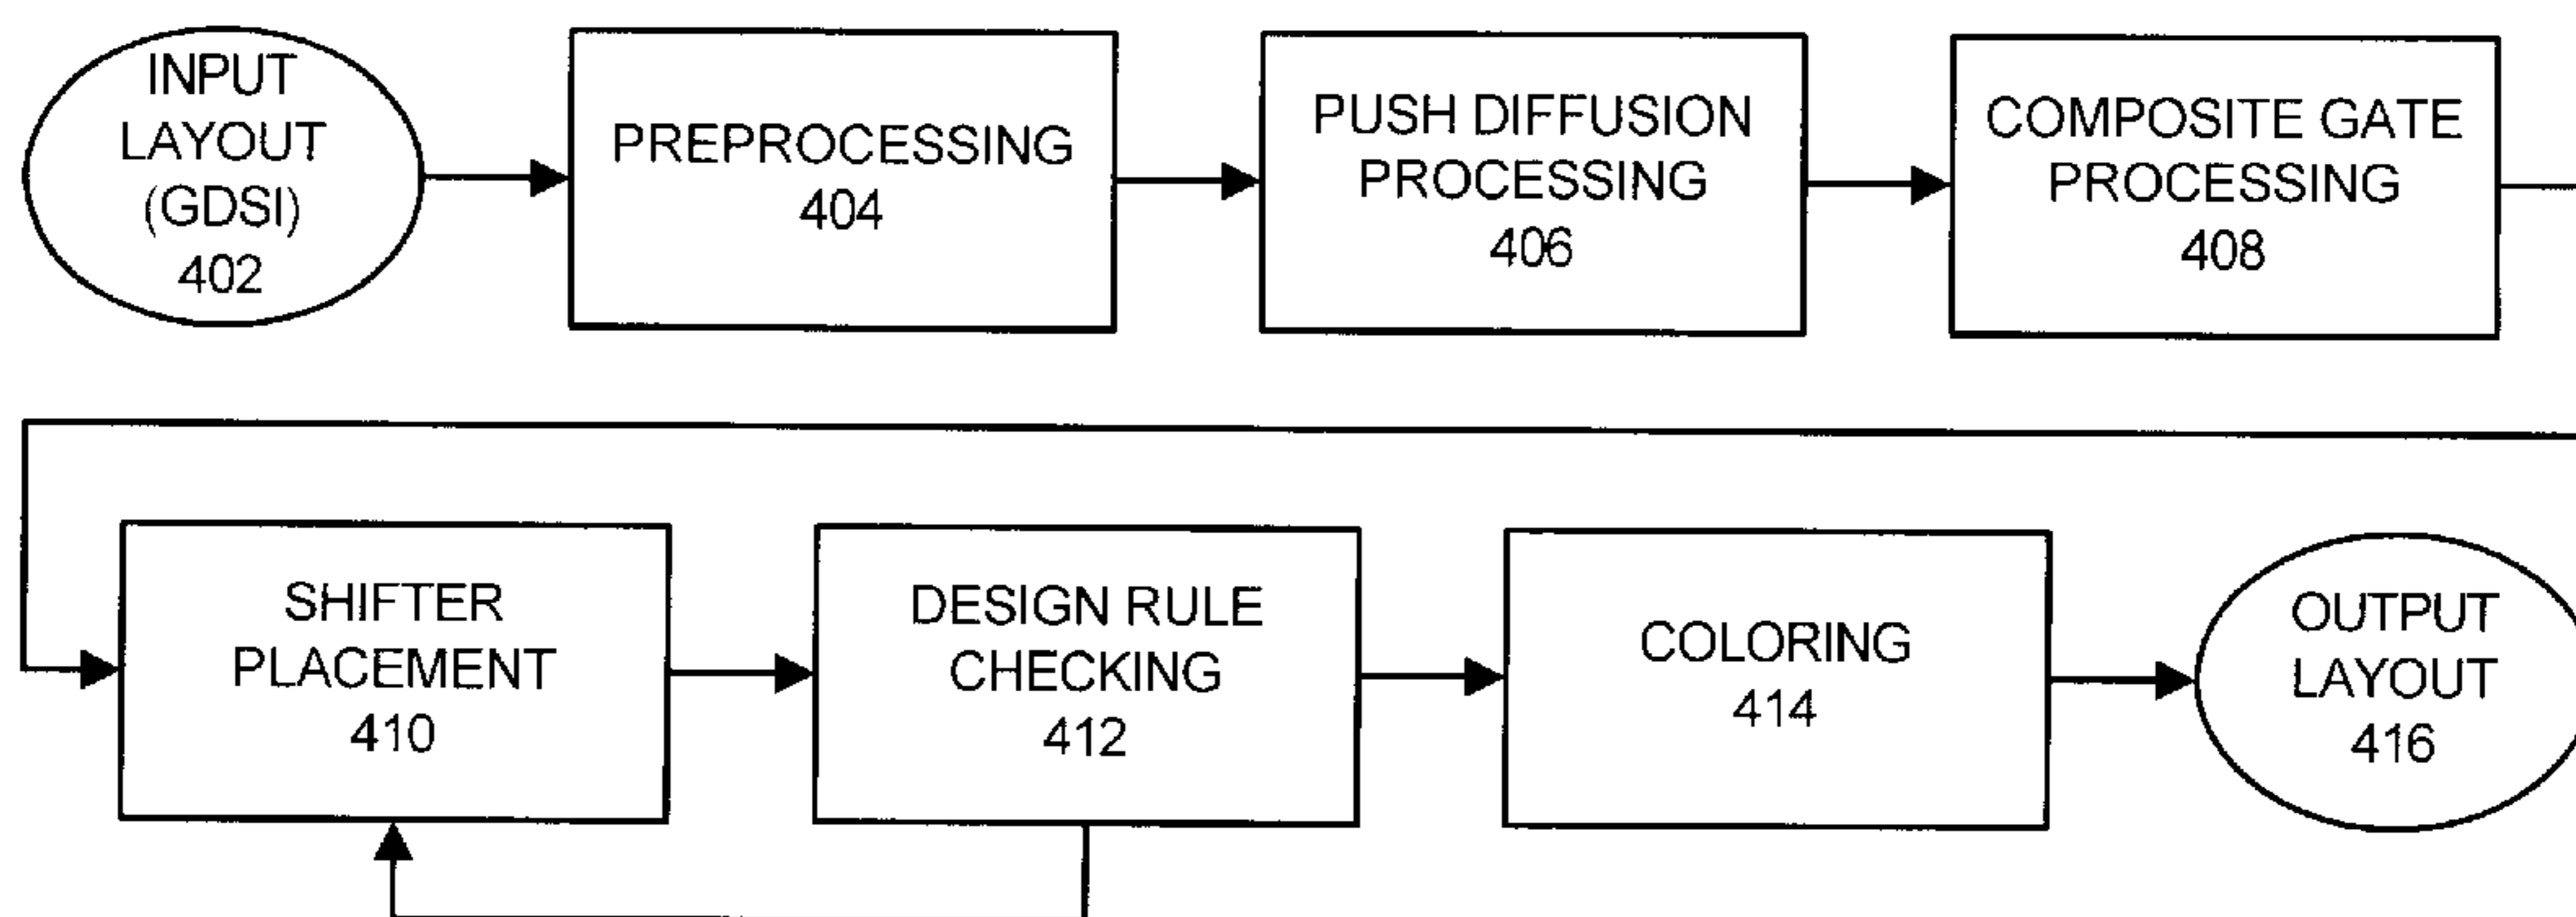 INPUT
LAYOUT
(GDSI)
402
PREPROCESSING
404
PUSH DIFFUSION
PROCESSING
406
COMPOSITE GATE
PROCESSING
408
SHIFTER
PLACEMENT
410
DESIGN RULE
CHECKING
412
COLORING
414
OUTPUT
LAYOUT
416